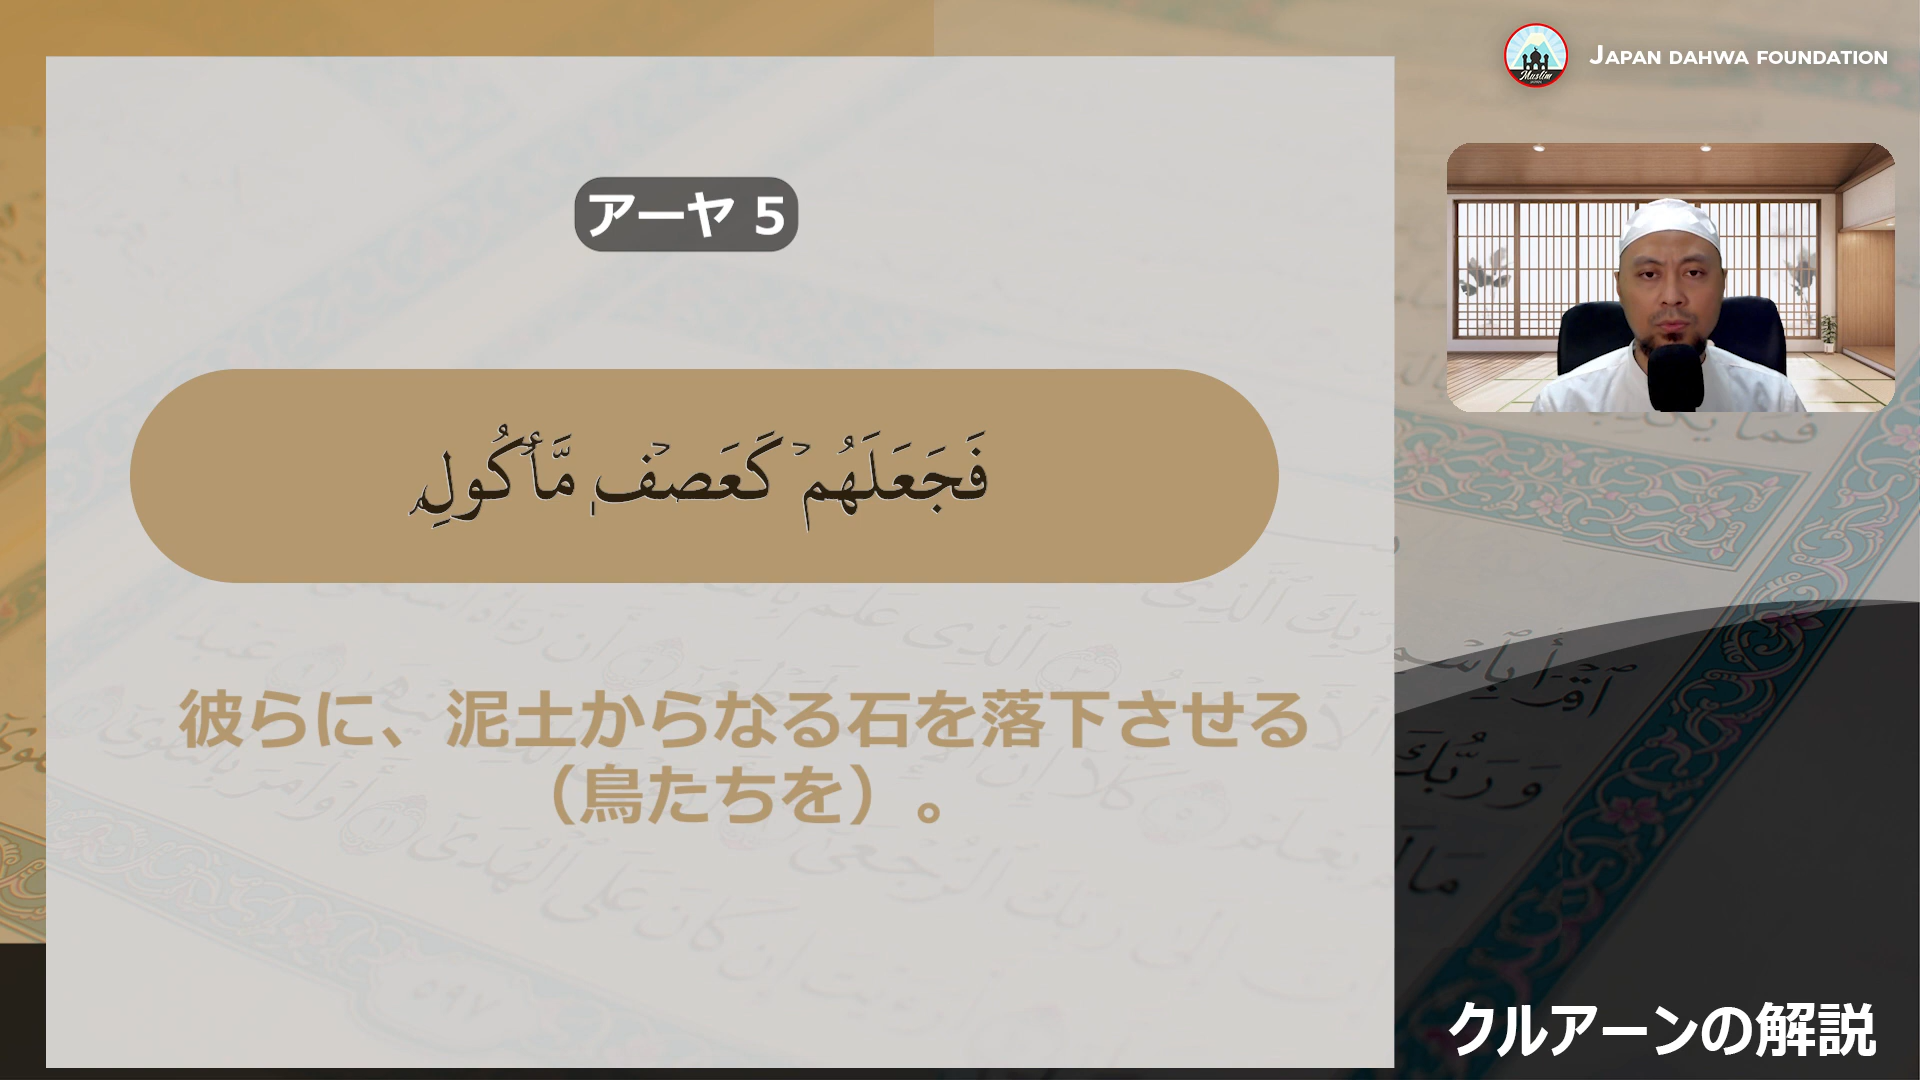 JAPAN DAHWA FOUNDATION
Muslim
アーヤ 5
فَجَعَلَهُمۡ كَعَصۡفٖ مَّأۡكُولِۭ
彼らに、泥土からなる石を落下させる
（鳥たちを）。
クルアーンの解説